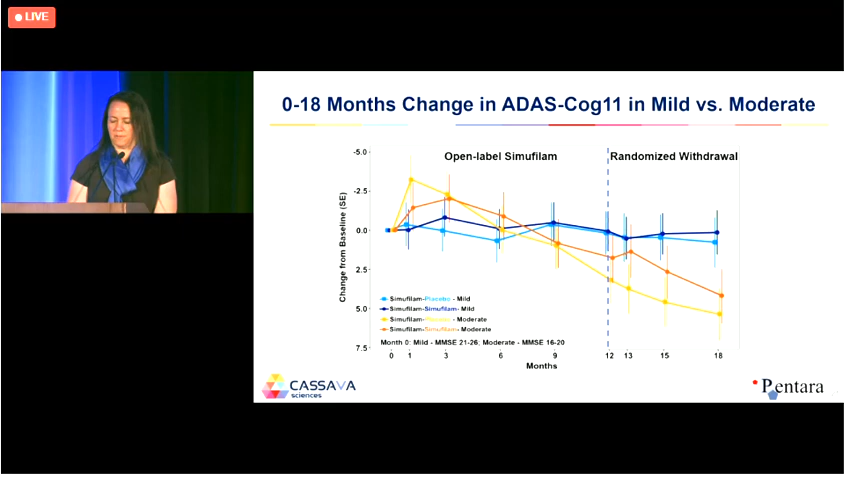 LIVE
0-18 Months Change in ADAS-Cog11 in Mild vs. Moderate
Open-label Simufilam
Randomized Withdrawal
Change from Baseline (SE)
-5.0
-2.5
0.0
2.5
5.0
7.5
Simufilam-Placebo - Mild
Simufilam-Simufilam- Mild
Simufilam-Placebo- Moderate
Simufilam-Simufilam- Moderate
Month 0: Mild - MMSE 21-26; Moderate - MMSE 16-20
0 1 3 6 9 12 13 15 18
Months
CASSAVA
sciences
Pentara